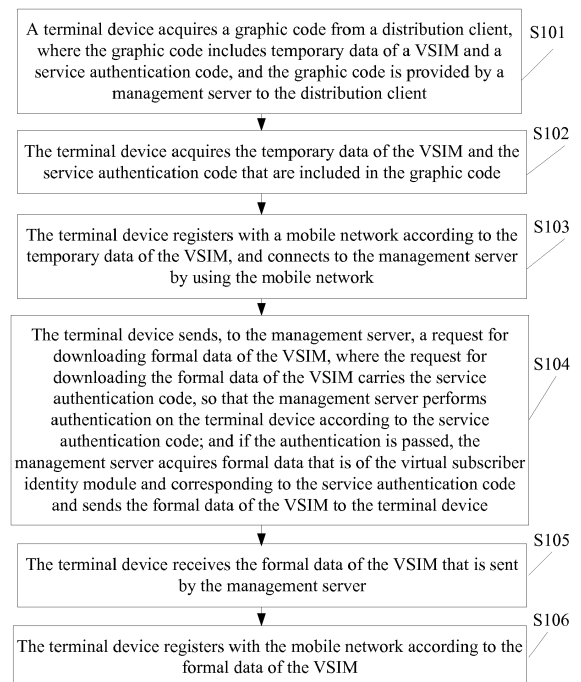 A terminal device acquires a graphic code from a distribution client,
where the graphic code includes temporary data of a VSIM and a
service authentication code, and the graphic code is provided by a
management server to the distribution client
S101
The terminal device acquires the temporary data of the VSIM and the
service authentication code that are included in the graphic code
S102
The terminal device registers with a mobile network according to the
temporary data of the VSIM, and connects to the management server
by using the mobile network
S103
The terminal device sends, to the management server, a request for
downloading formal data of the VSIM, where the request for
downloading the formal data of the VSIM carries the service
authentication code, so that the management server performs
authentication on the terminal device according to the service
authentication code; and if the authentication is passed, the
management server acquires formal data that is of the virtual subscriber
identity module and corresponding to the service authentication code
and sends the formal data of the VSIM to the terminal device
S104
The terminal device receives the formal data of the VSIM that is sent
by the management server
S105
The terminal device registers with the mobile network according to the
formal data of the VSIM
S106